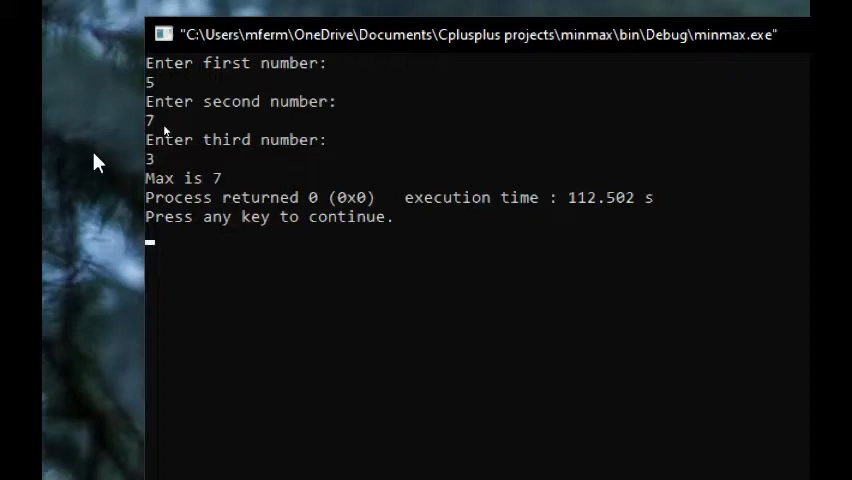 "C:\Users\mferm\OneDrive\Documents\Cplusplus projects\minmax\bin\Debug\minmax.exe"
Enter first number:
5
Enter second number:
7
Enter third number:
3
Max is 7
Process returned 0 (0x0)   execution time : 112.502 s
Press any key to continue.